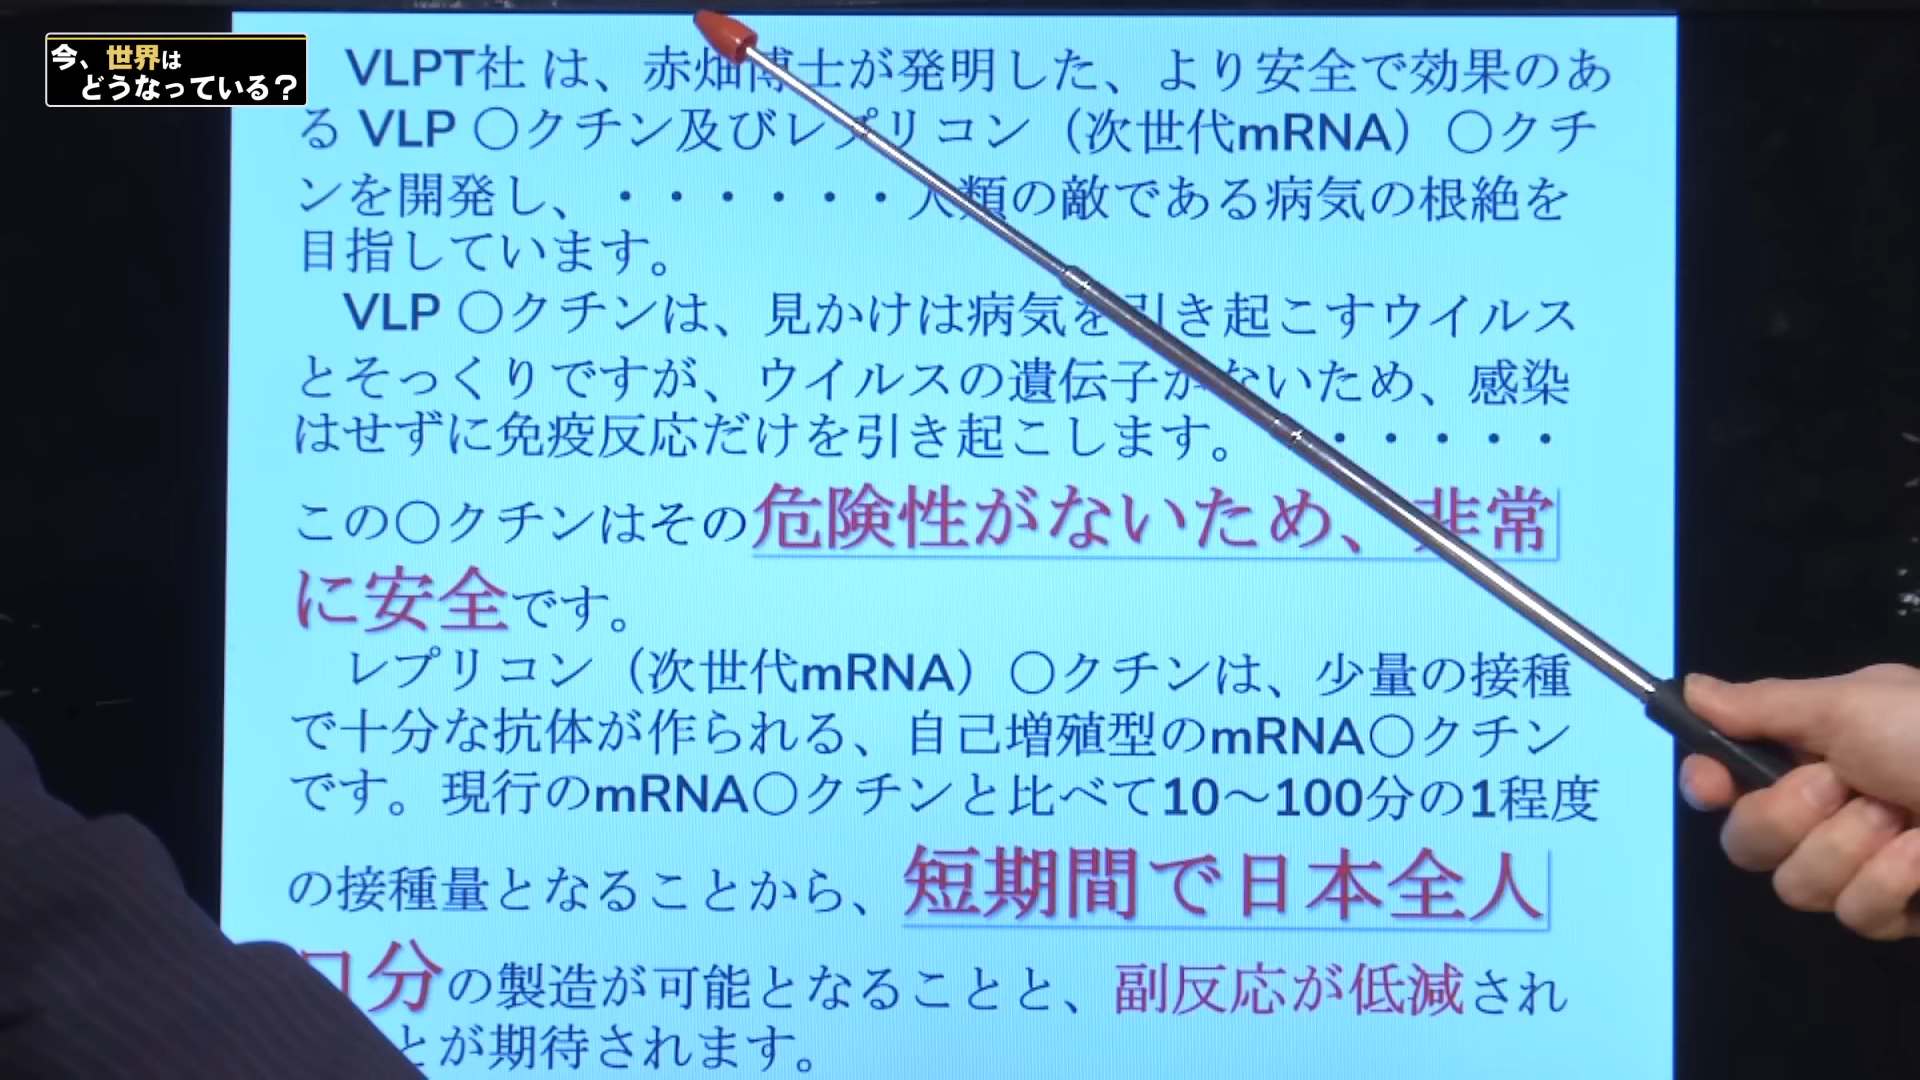 今、世界は
どうなっている？
VLPT社 は、赤畑博士が発明した、より安全で効果のあ
る VLP 〇クチン及びレプリコン（次世代mRNA）〇クチ
ンを開発し、・・・・・・人類の敵である病気の根絶を
目指しています。
VLP 〇クチンは、見かけは病気を引き起こすウイルス
とそっくりですが、ウイルスの遺伝子がないため、感染
はせずに免疫反応だけを引き起こします。・・・・・
この〇クチンはその危険性がないため、非常
に安全です。
レプリコン（次世代mRNA）〇クチンは、少量の接種
で十分な抗体が作られる、自己増殖型のmRNA〇クチン
です。現行のmRNA〇クチンと比べて10～100分の1程度
の接種量となることから、短期間で日本全人
口分の製造が可能となることと、副反応が低減され
とが期待されます。